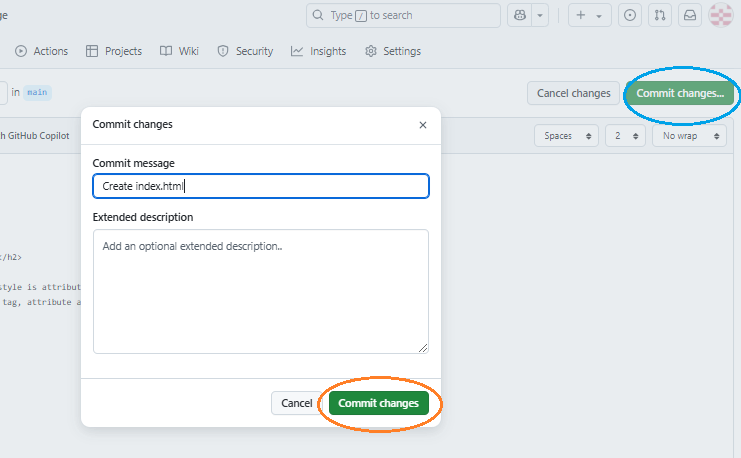 ge
Type / to search
Actions
Projects
Wiki
Security
Insights
Settings
in main
Cancel changes
Commit changes...
h GitHub Copilot
Spaces
2
No wrap
Commit changes
Commit message
Create index.html
Extended description
Add an optional extended description..
</h2>
style is attribut
tag, attribute a
Cancel
Commit changes